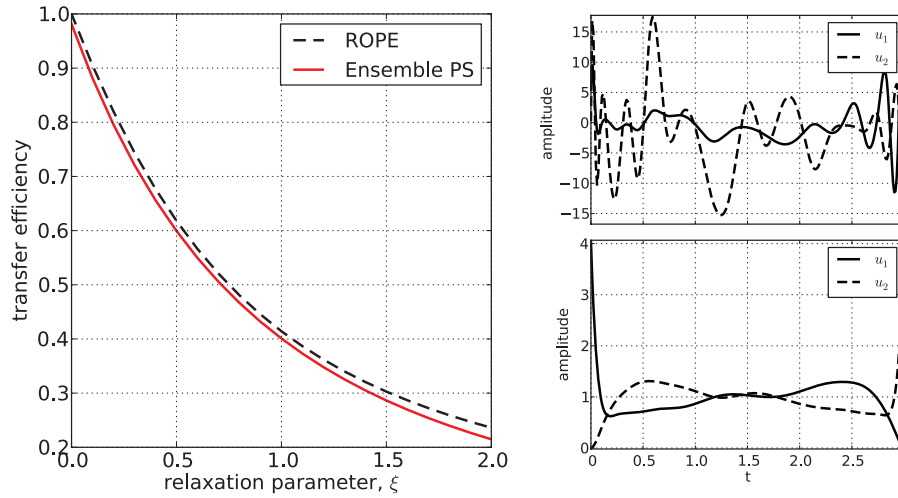 1.0
0.9
0.8
0.7
0.6
0.5
0.4
0.3
0.2
transfer efficiency
ROPE
Ensemble PS
0.0
0.5
1.0
1.5
2.0
relaxation parameter, ξ
15
10
5
0
−5
−10
−15
amplitude
u1
u2
4
3
2
1
0
amplitude
u1
u2
0.0
0.5
1.0
1.5
2.0
2.5
t